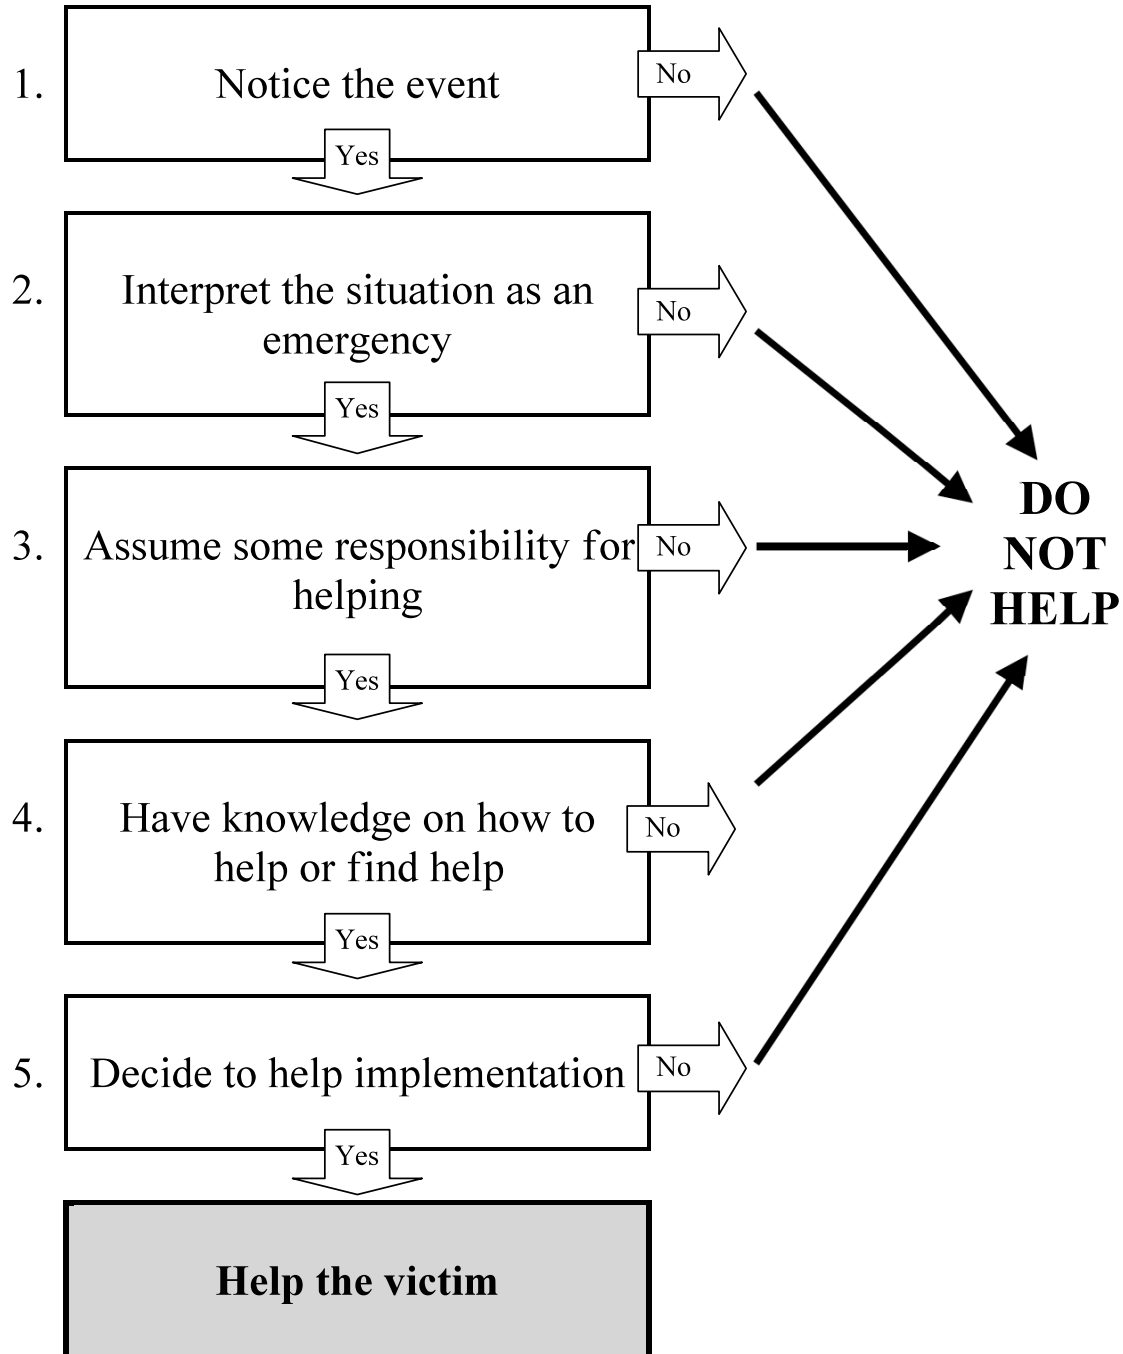 1.
Notice the event
No
Yes
2.
Interpret the situation as an
emergency
No
Yes
3.
Assume some responsibility for
helping
No
Yes
4.
Have knowledge on how to
help or find help
No
Yes
5.
Decide to help implementation
No
Yes
Help the victim
DO
NOT
HELP